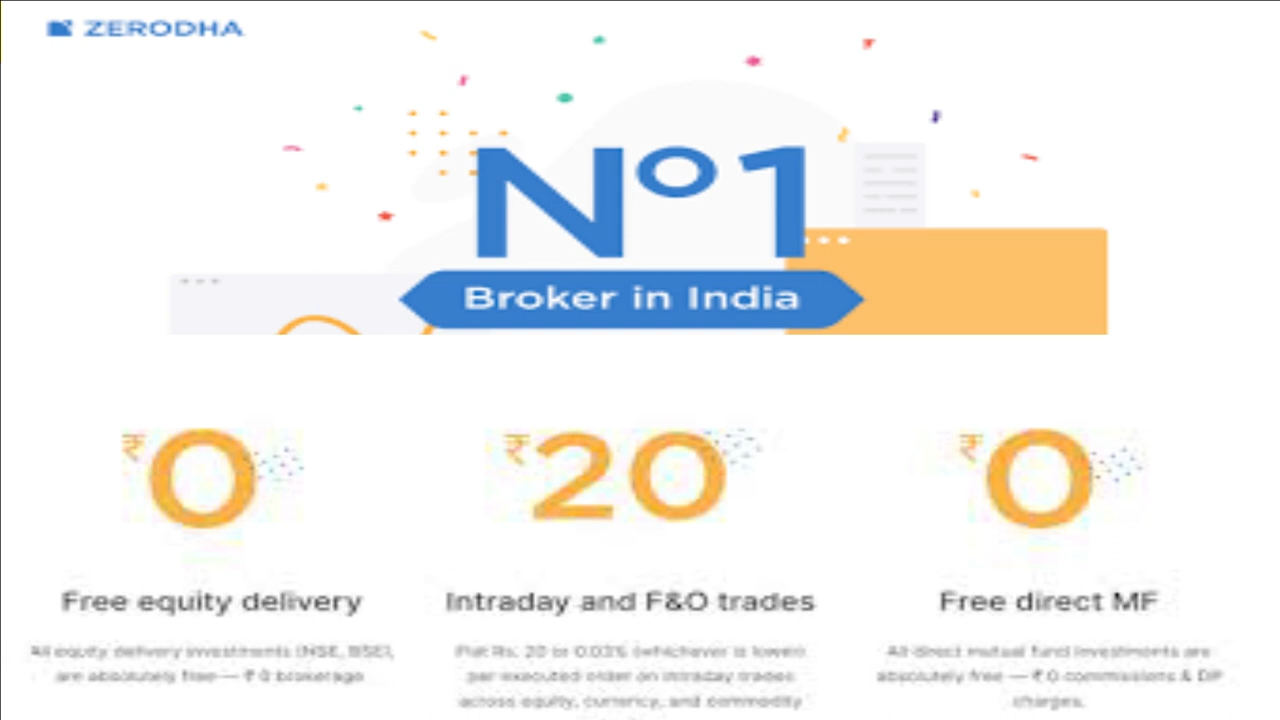 ZERODHA
Nº1
Broker in India
₹0
₹20
₹0
Free equity delivery
Intraday and F&O trades
Free direct MF
All equity delivery investments (NSE, BSE),
are absolutely free — ₹ 0 brokerage.
Flat Rs. 20 or 0.03% (whichever is lower)
per executed order on intraday trades
across equity, currency, and commodity
All direct mutual fund investments are
absolutely free — ₹ 0 commissions & DP
charges.